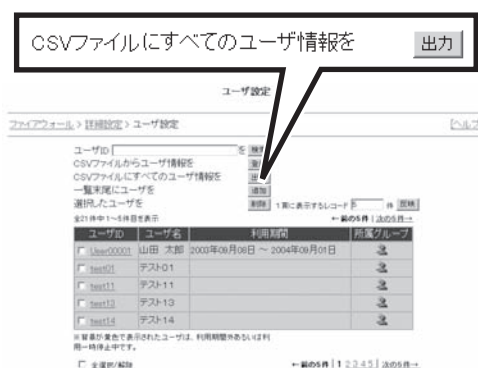 CSVファイルにすべてのユーザ情報を 出力
ユーザ設定
ファイアウォール > 詳細設定 > ユーザ設定 [ヘルプ
ユーザID を 検索
CSVファイルからユーザ情報を
CSVファイルにすべてのユーザ情報を
一覧末尾にユーザを 追加
選択したユーザを 削除 1頁に表示するレコード 5 件 反映
全21件中1~5件目を表示 ←前の5件 | 次の5件→
ユーザID ユーザ名 利用期間 所属グループ
User00001 山田 太郎 2003年09月08日 ~ 2004年09月01日
test01 テスト01
test11 テスト11
test13 テスト13
test14 テスト14
※背景が黄色で表示されたユーザは、利用期間外あるいは利
用一時停止中です。
全選択/解除 ←前の5件 | 1 2 3 4 5 | 次の5件→